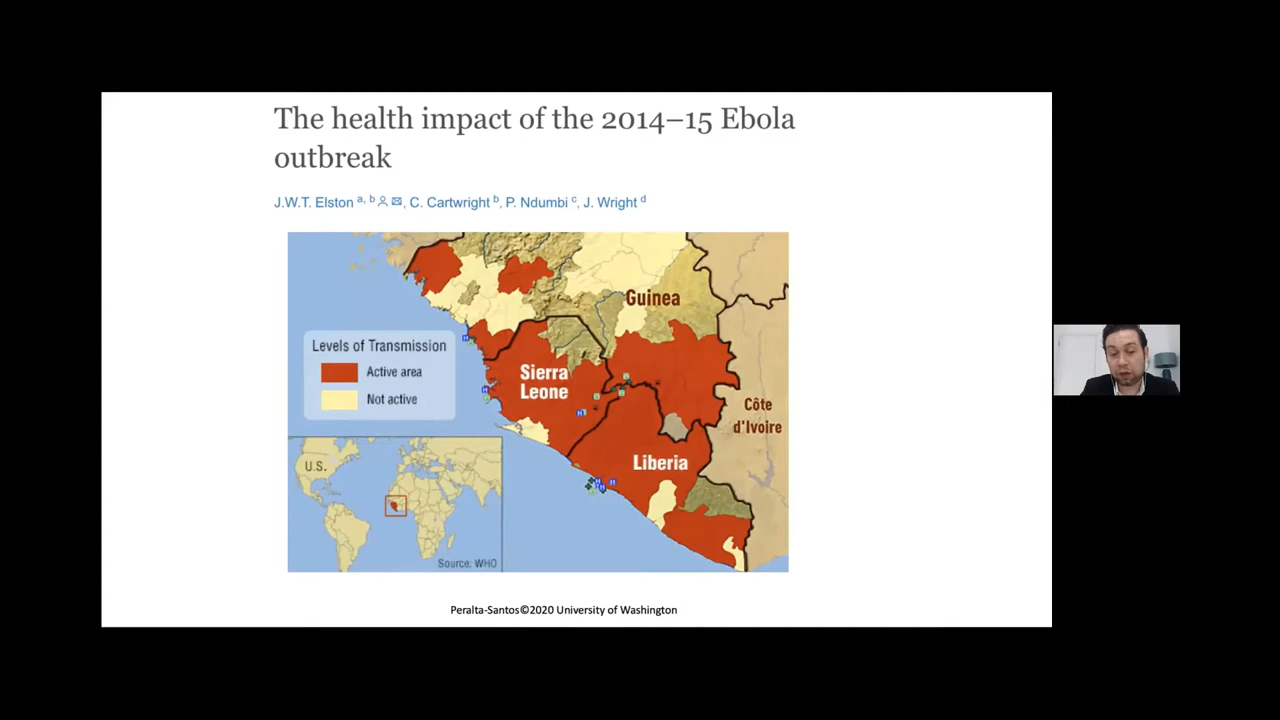 The health impact of the 2014–15 Ebola
outbreak
J.W.T. Elston a, b, C. Cartwright b, P. Ndumbi c, J. Wright d
Guinea
Levels of Transmission
Active area
Not active
Sierra
Leone
Côte
d'Ivoire
Liberia
U.S.
Source: WHO
Peralta-Santos©2020 University of Washington